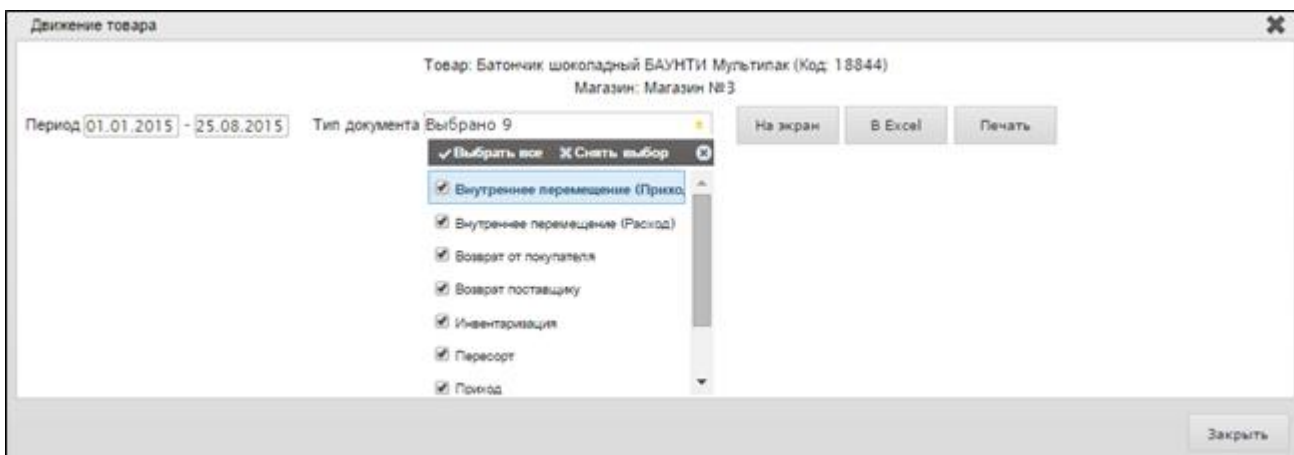 Движение товара
Товар: Батончик шоколадный БАУНТИ Мультипак (Код: 18844)
Магазин: Магазин №3
Период 01.01.2015 - 25.08.2015 Тип документа Выбрано 9 На экран В Excel Печать
Выбрать все Снять выбор
Внутреннее перемещение (Приход
Внутреннее перемещение (Расход)
Возврат от покупателя
Возврат поставщику
Инвентаризация
Пересорт
Приход
Закрыть